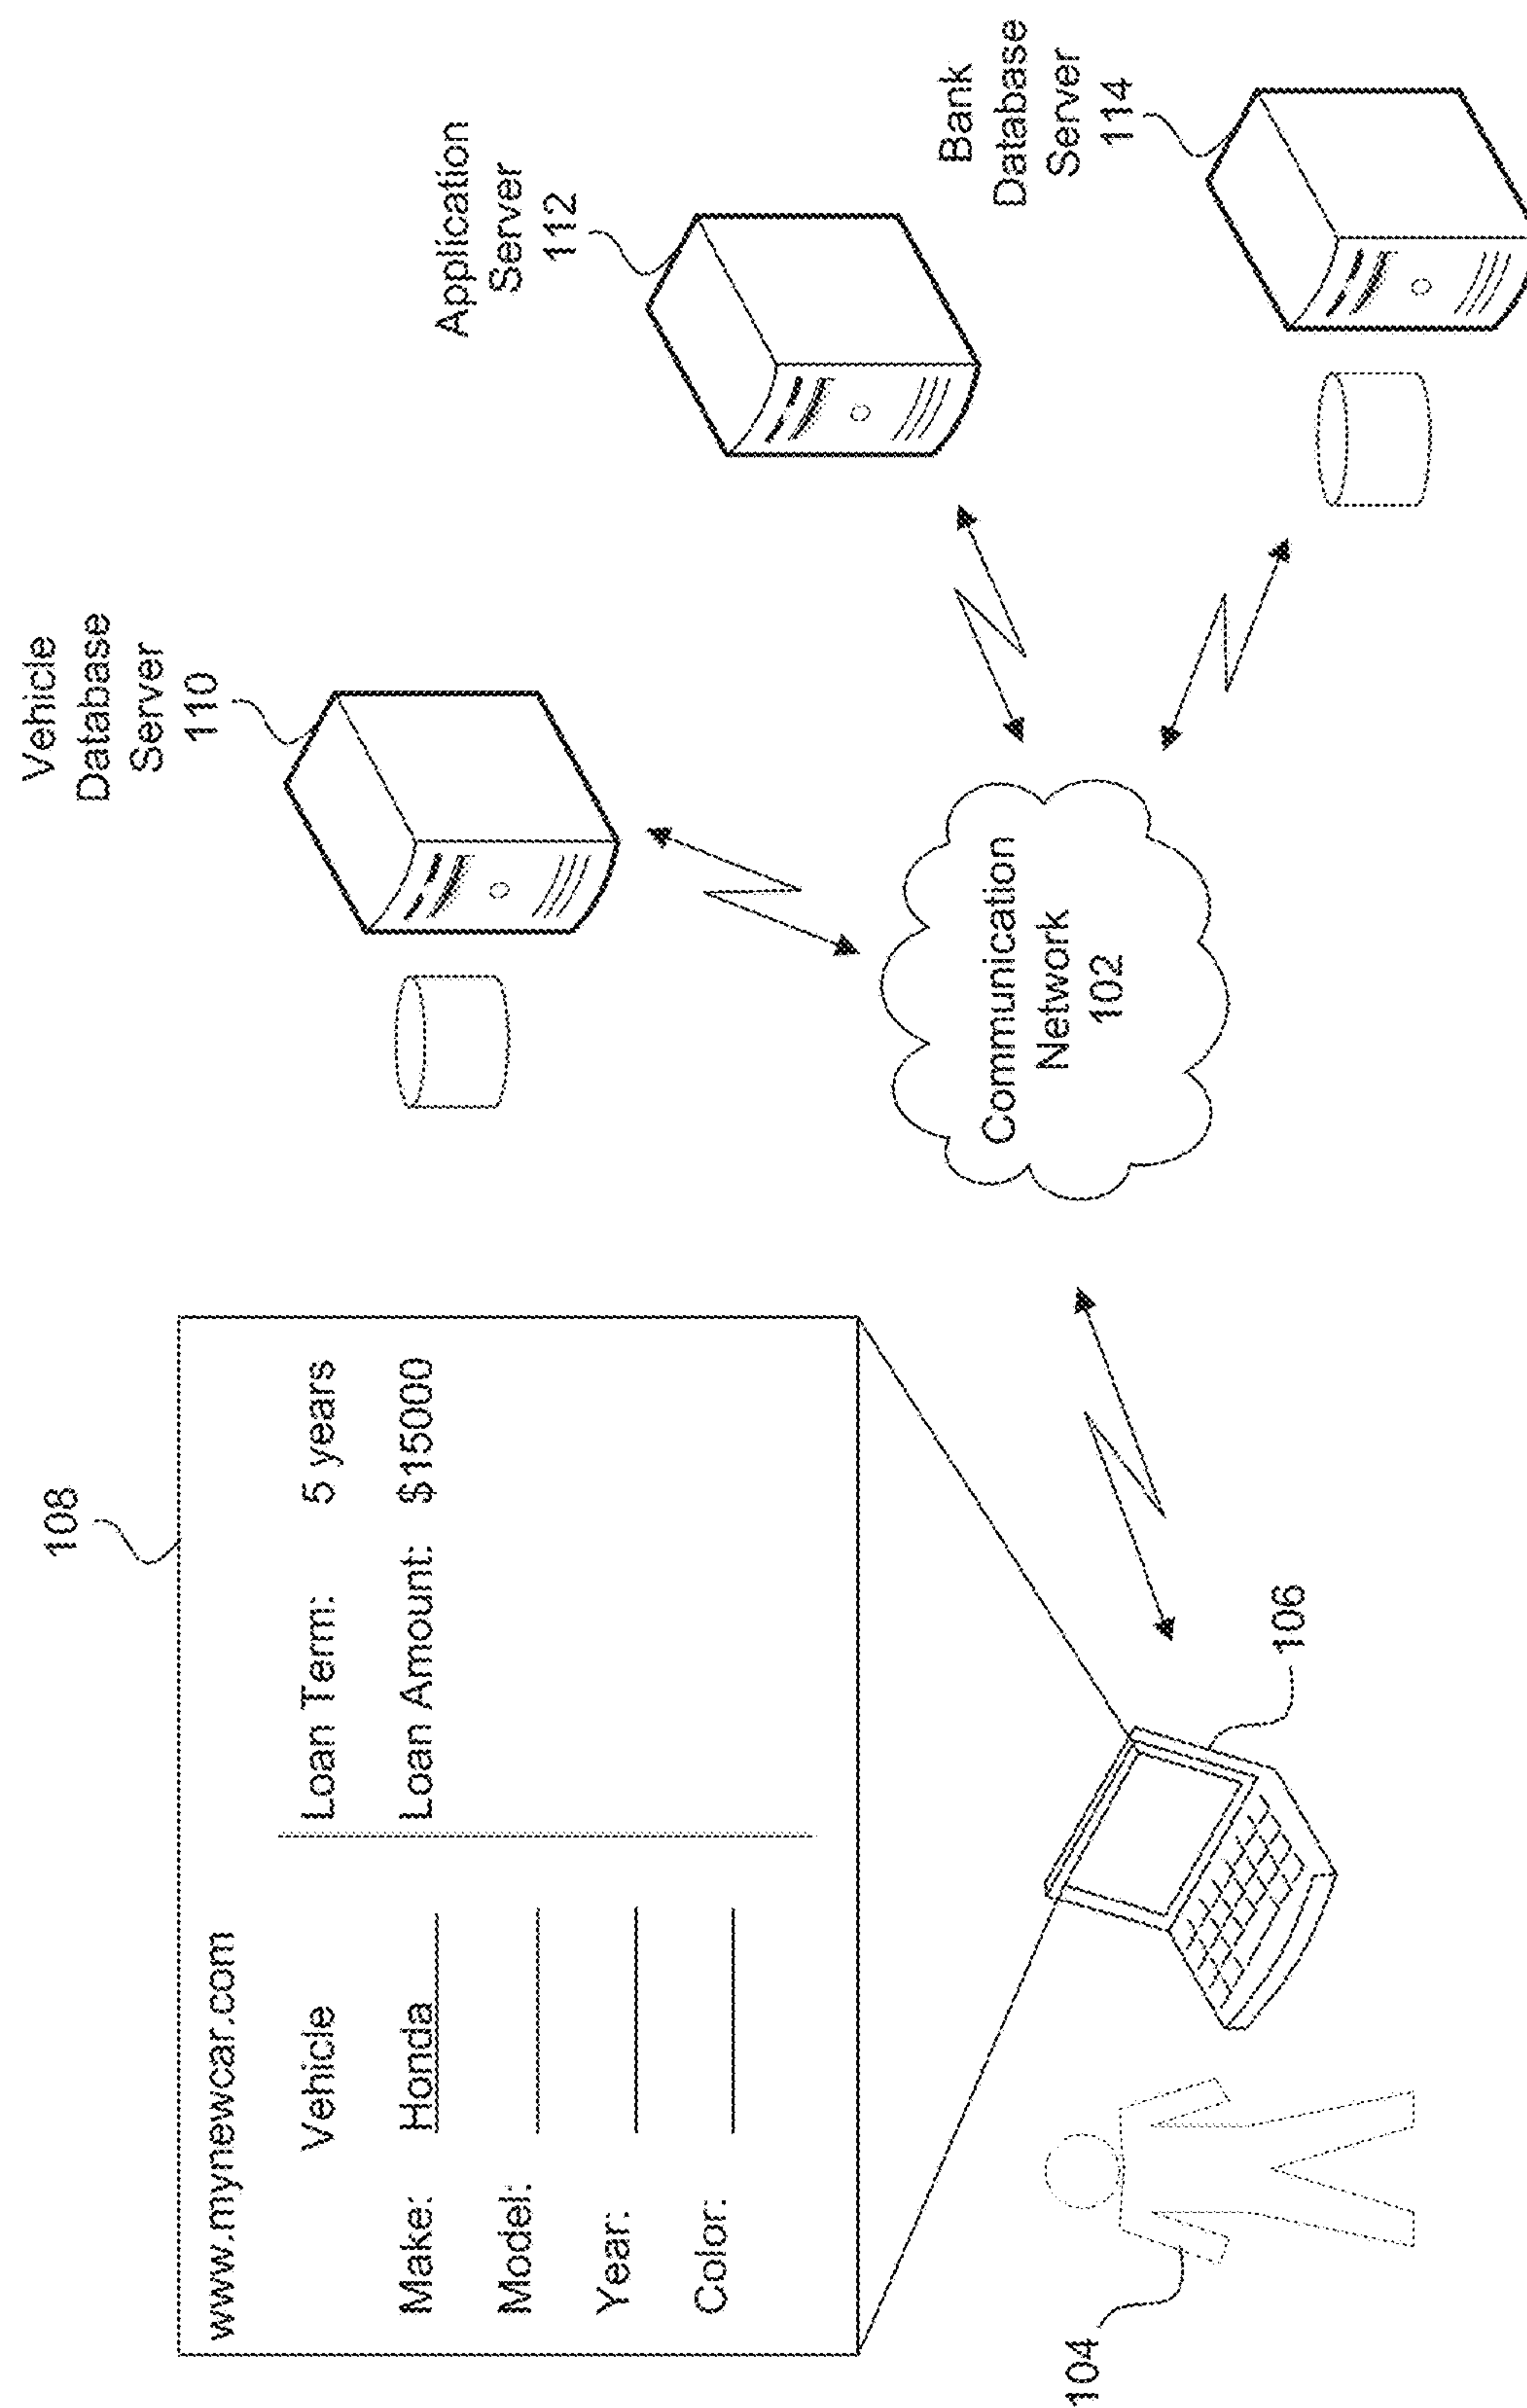 108
www.mynewcar.com
Vehicle
Make: Honda
Model:
Year:
Color:
Loan Term: 5 years
Loan Amount: $15000
Vehicle
Database
Server
110
Application
Server
112
Bank
Database
Server
114
Communication
Network
102
104
106